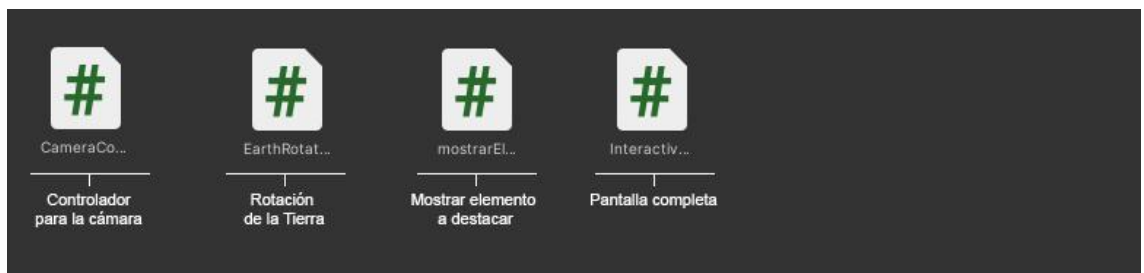 #
#
#
#
CameraCo...
EarthRotat...
mostrarEl...
Interactiv...
Controlador
para la cámara
Rotación
de la Tierra
Mostrar elemento
a destacar
Pantalla completa